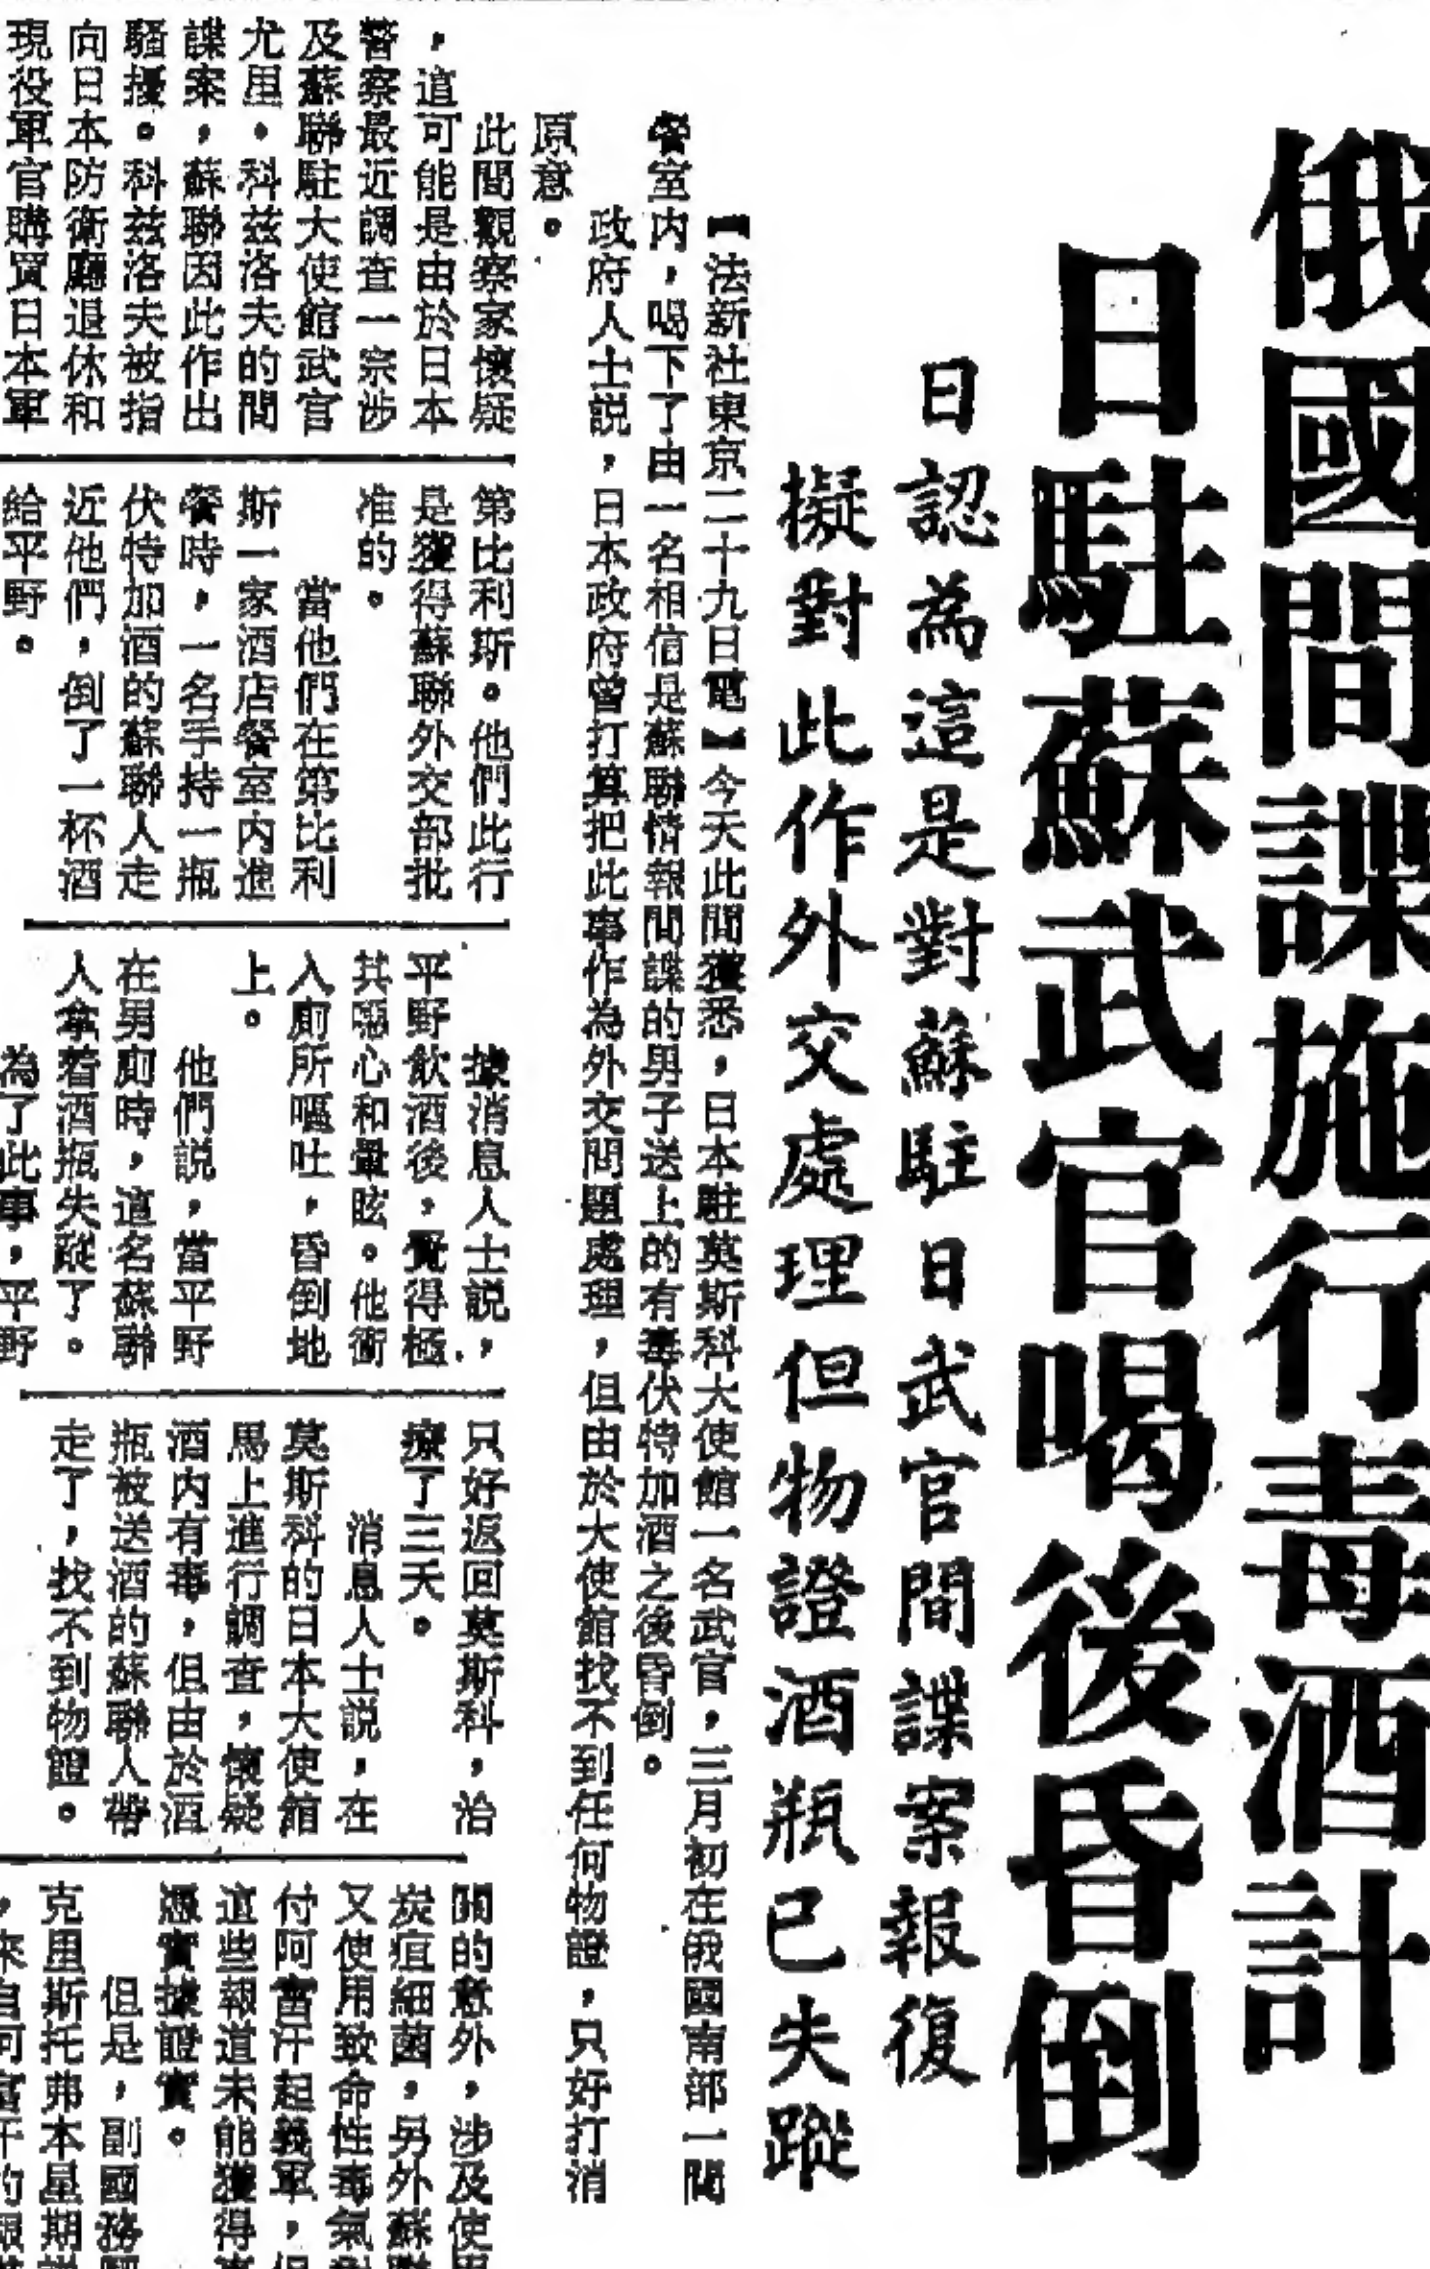 俄國間諜施行毒酒計
日駐蘇武官喝後昏倒
日認為這是對蘇駐日武官間諜案報復
擬對此作外交處理但物證酒瓶已失蹤
【法新社東京二十九日電】今天此間獲悉，日本駐莫斯科大使館一名武官，三月初在俄國南部一間
餐室內，喝下了由一名相信是蘇聯情報間諜的男子送上的有毒伏特加酒之後昏倒。
政府人士説，日本政府曾打算把此事作為外交問題處理，但由於大使館找不到任何物證，只好打消
原意。
此間觀察家懷疑
，這可能是由於日本
警察最近調查一宗涉
及蘇聯駐大使館武官
尤里・科茲洛夫的間
諜案，蘇聯因此作出
騷擾。科茲洛夫被指
向日本防衛廳退休和
現役軍官購買日本軍
第比利斯。他們此行
是獲得蘇聯外交部批
准的。
當他們在第比利
斯一家酒店餐室內進
餐時，一名手持一瓶
伏特加酒的蘇聯人走
近他們，倒了一杯酒
給平野。
據消息人士説，
平野飲酒後，覺得極
其噁心和暈眩。他衝
入廁所嘔吐，昏倒地
上。
他們説，當平野
在男廁時，這名蘇聯
人拿着酒瓶失蹤了。
為了此事，平野
只好返回莫斯科，治
療了三天。
消息人士説，在
莫斯科的日本大使館
馬上進行調查，懷疑
酒內有毒，但由於酒
瓶被送酒的蘇聯人帶
走了，找不到物證。
關的意外，涉及使用
炭疽細菌，另外蘇聯
又使用致命性毒氣對
付阿富汗起義軍，但
這些報道未能獲得真
憑實據證實。
但是，副國務卿
克里斯托弗本星期説
，來自阿富汗的報